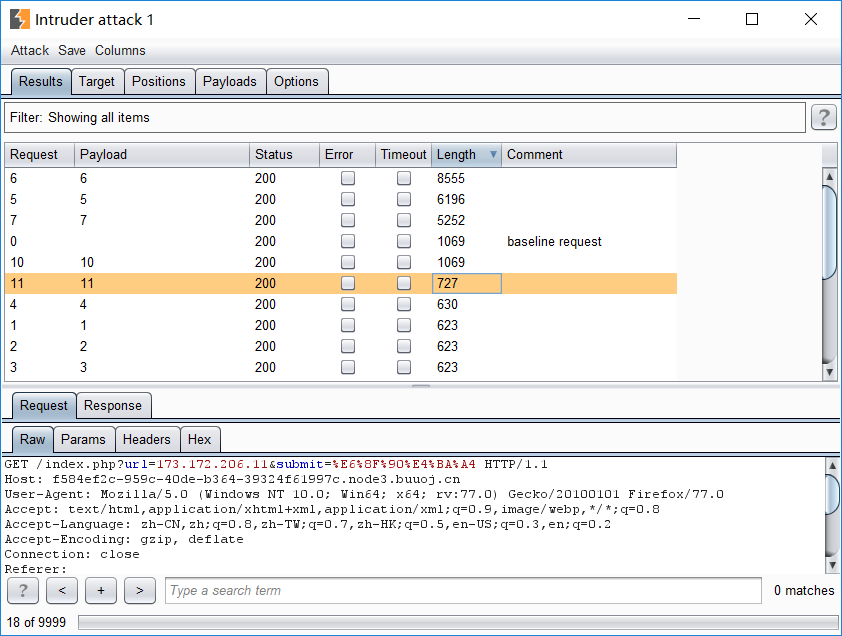 Intruder attack 1
Attack Save Columns
Results Target Positions Payloads Options
Filter: Showing all items ?
Request Payload Status Error Timeout Length Comment
6 6 200 8555
5 5 200 6196
7 7 200 5252
0 200 1069 baseline request
10 10 200 1069
11 11 200 727
4 4 200 630
1 1 200 623
2 2 200 623
3 3 200 623
Request Response
Raw Params Headers Hex
GET /index.php?url=173.172.206.11&submit=%E6%8F%90%E4%BA%A4 HTTP/1.1
Host: f584ef2c-959c-40de-b364-39324f61997c.node3.buuoj.cn
User-Agent: Mozilla/5.0 (Windows NT 10.0; Win64; x64; rv:77.0) Gecko/20100101 Firefox/77.0
Accept: text/html,application/xhtml+xml,application/xml;q=0.9,image/webp,*/*;q=0.8
Accept-Language: zh-CN,zh;q=0.8,zh-TW;q=0.7,zh-HK;q=0.5,en-US;q=0.3,en;q=0.2
Accept-Encoding: gzip, deflate
Connection: close
Referer:
? < + > Type a search term 0 matches
18 of 9999